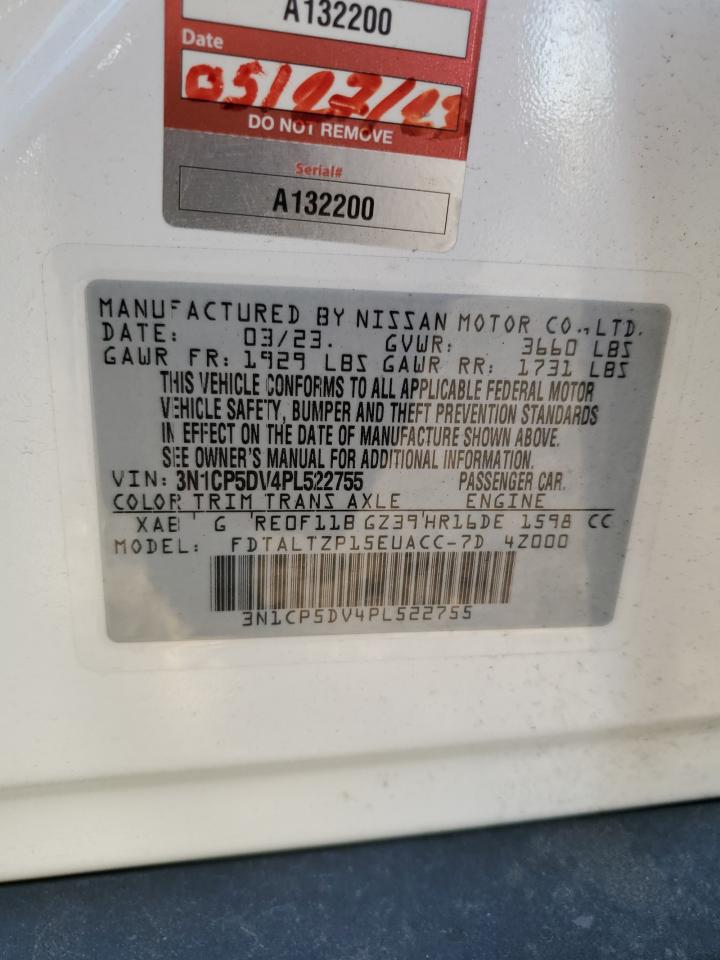 A132200
Date
DO NOT REMOVE
Serial#
A132200
MANUFACTURED BY NISSAN MOTOR CO., LTD.
DATE: 03/23. GVWR: 3660 LBS
GAWR FR: 1929 LBS GAWR RR: 1731 LBS
THIS VEHICLE CONFORMS TO ALL APPLICABLE FEDERAL MOTOR
VEHICLE SAFETY, BUMPER AND THEFT PREVENTION STANDARDS
IN EFFECT ON THE DATE OF MANUFACTURE SHOWN ABOVE.
SEE OWNER'S MANUAL FOR ADDITIONAL INFORMATION.
VIN: 3N1CP5DV4PL522755 PASSENGER CAR.
COLOR TRIM TRANS AXLE ENGINE
XAB G RE0F11B GZ39 HR16DE 1598 CC
MODEL: FDTALTZP15EUACC-7D 4Z000
3N1CP5DV4PL522755